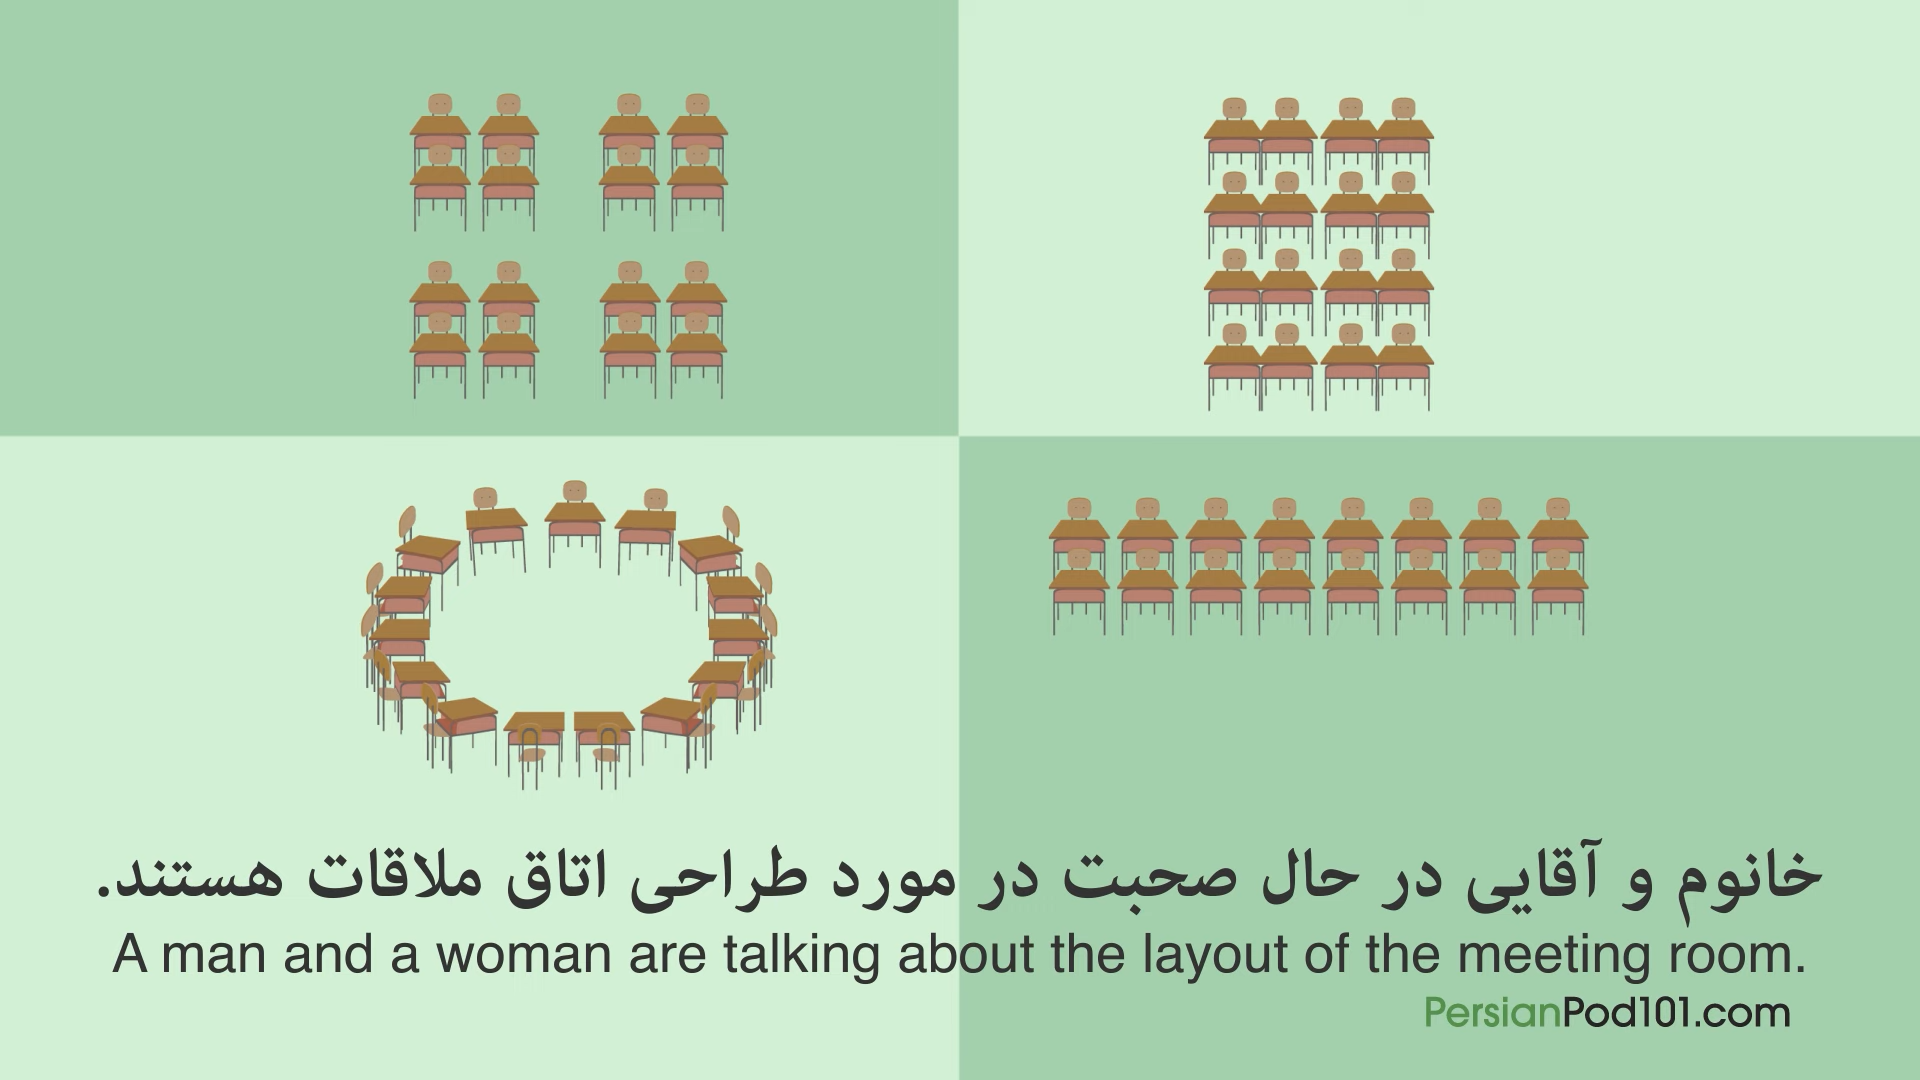 خانوم و آقایی در حال صحبت در مورد طراحی اتاق ملاقات هستند.
A man and a woman are talking about the layout of the meeting room.
PersianPod101.com